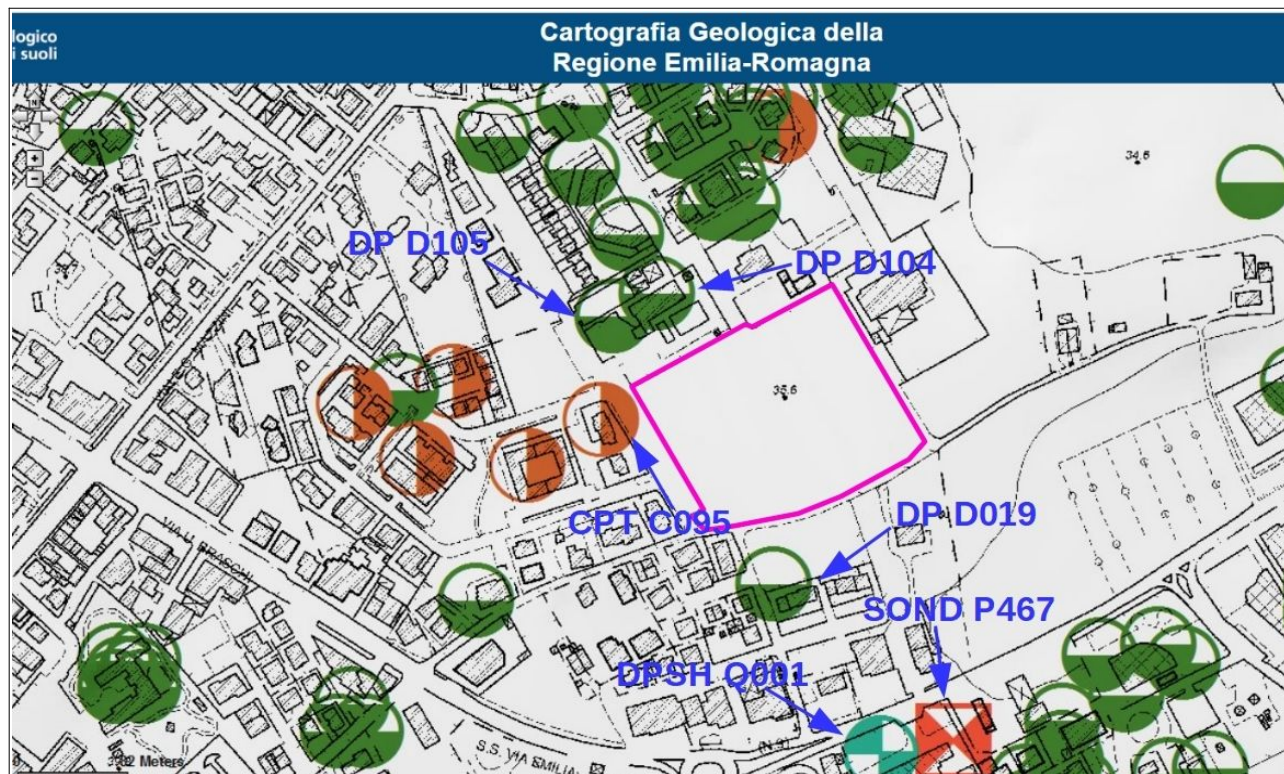 logico
i suoli
Cartografia Geologica della
Regione Emilia-Romagna
34,6
DP D105
DP D104
35,6
CPT C095
DP D019
SOND P467
DPSH Q001
S.S. VIA EMILIA
(N.9)
Meters